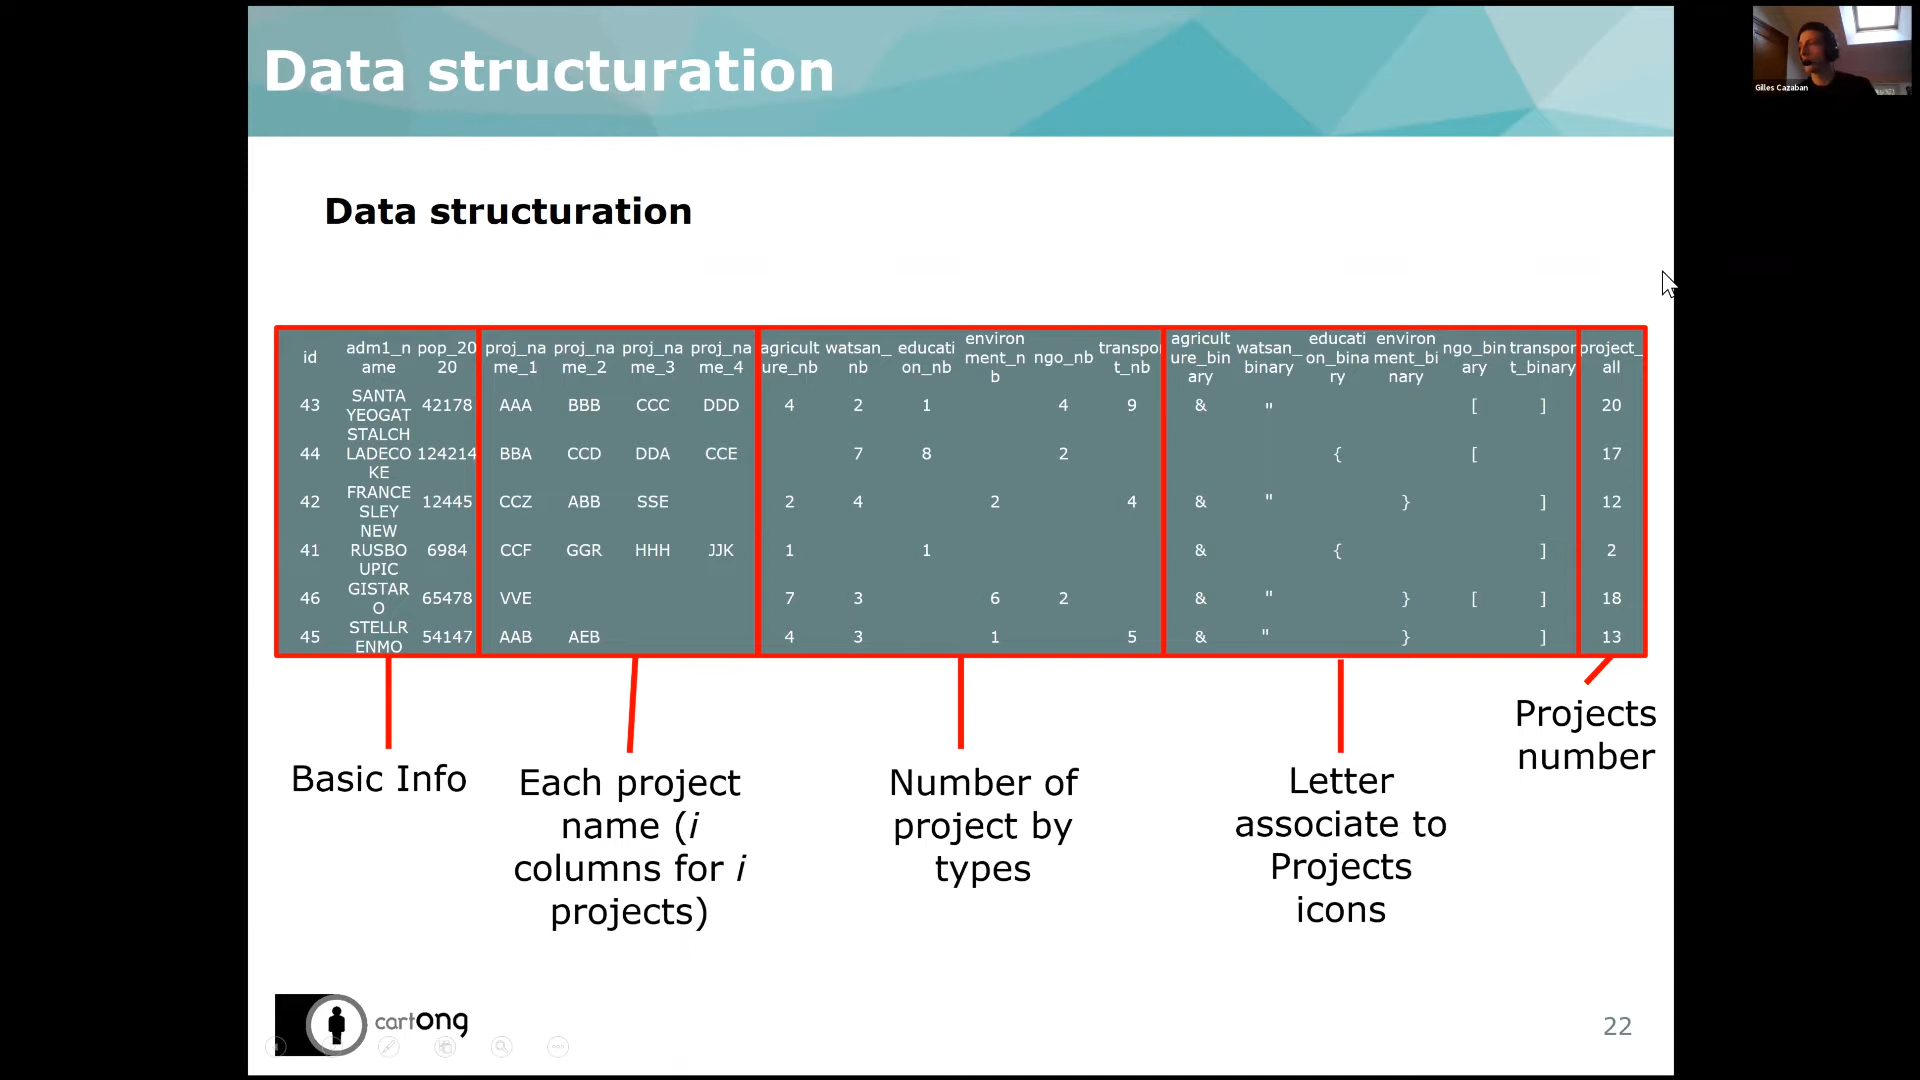 Data structuration
Gilles Cazaban
Data structuration
id adm1_n pop_20 proj_na proj_na proj_na proj_na agricult watsan_ educati environ ngo_nb transpor agricult watsan_ educati environ ngo_bin transpor project_
ame 20 me_1 me_2 me_3 me_4 ure_nb nb on_nb ment_n t_nb ure_bin binary on_bina ment_bi ary t_binary all
b ary ry nary
43 SANTA YEOGAT 42178 AAA BBB CCC DDD 4 2 1 4 9 & " [ ] 20
44 STALCH LADECO KE 124214 BBA CCD DDA CCE 7 8 2 { [ 17
42 FRANCE SLEY 12445 CCZ ABB SSE 2 4 2 4 & " } ] 12
41 NEW RUSBO UPIC 6984 CCF GGR HHH JJK 1 1 & { ] 2
46 GISTAR O 65478 VVE 7 3 6 2 & " } [ ] 18
45 STELLR ENMO 54147 AAB AEB 4 3 1 5 & " } ] 13
Basic Info
Each project
name (i
columns for i
projects)
Number of
project by
types
Letter
associate to
Projects
icons
Projects
number
cartONG
22